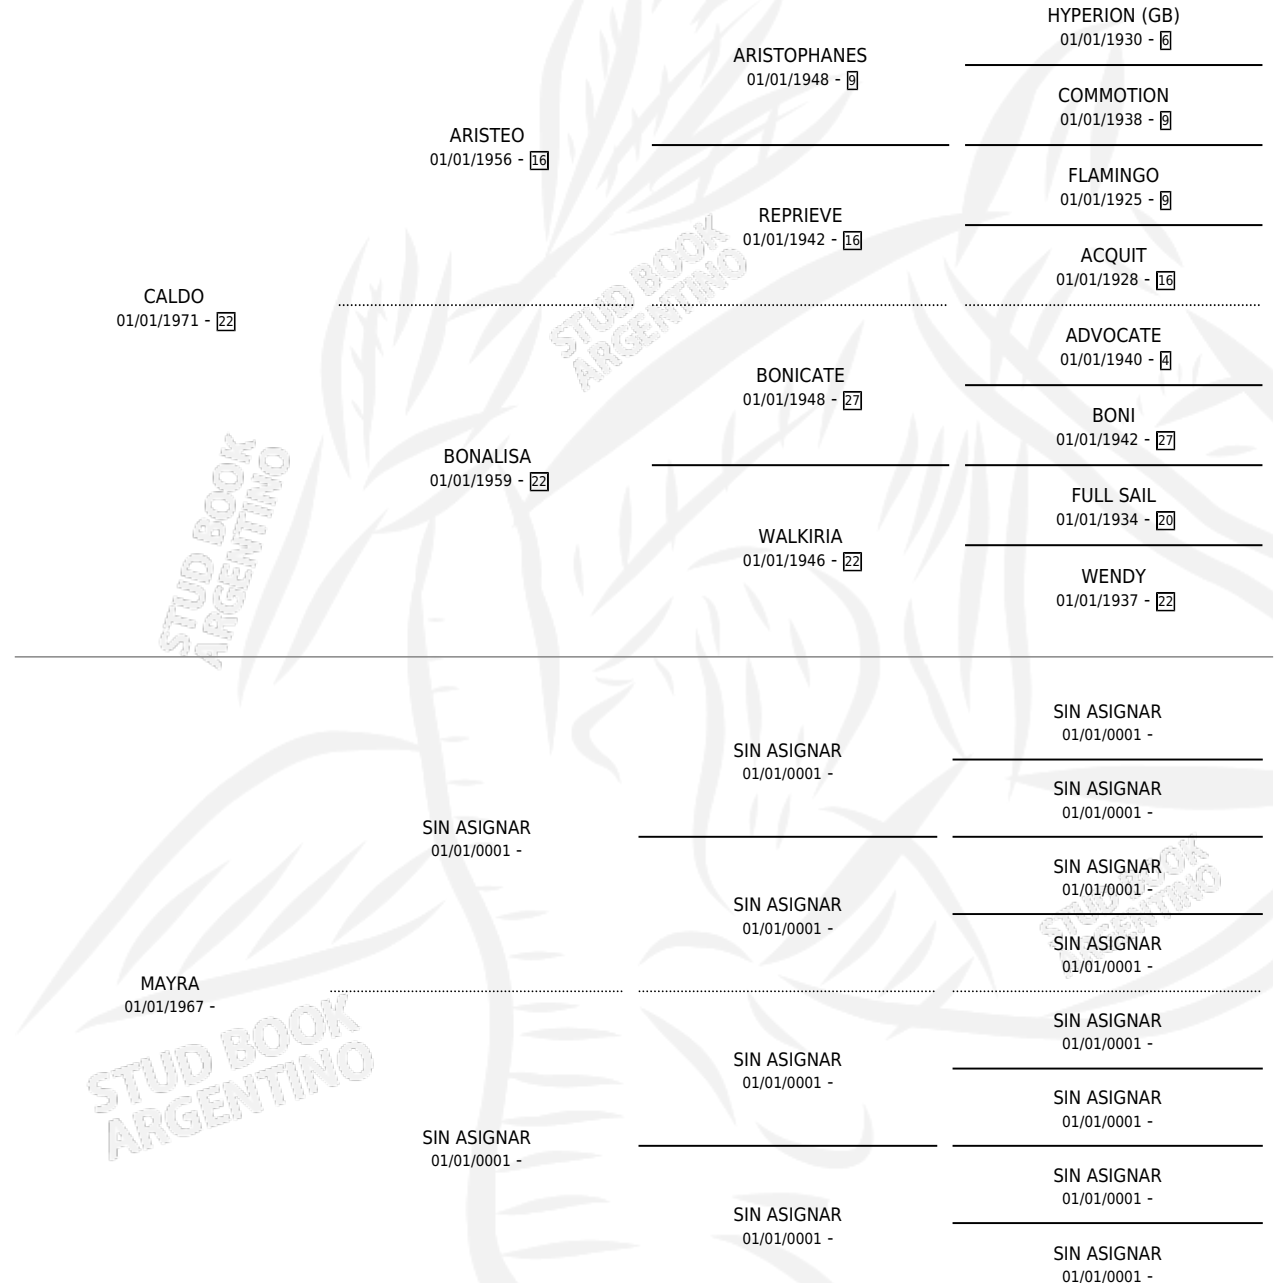 HYPERION (GB)
01/01/1930 - 6
ARISTOPHANES
01/01/1948 - 9
COMMOTION
01/01/1938 - 9
ARISTEO
01/01/1956 - 16
FLAMINGO
01/01/1925 - 9
REPRIEVE
01/01/1942 - 16
ACQUIT
01/01/1928 - 16
CALDO
01/01/1971 - 22
STUD BOOK
ARGENTINO
ADVOCATE
01/01/1940 - 4
BONICATE
01/01/1948 - 27
BONI
01/01/1942 - 27
BONALISA
01/01/1959 - 22
FULL SAIL
01/01/1934 - 20
WALKIRIA
01/01/1946 - 22
WENDY
01/01/1937 - 22
STUD BOOK
ARGENTINO
SIN ASIGNAR
01/01/0001 -
SIN ASIGNAR
01/01/0001 -
SIN ASIGNAR
01/01/0001 -
SIN ASIGNAR
01/01/0001 -
SIN ASIGNAR
01/01/0001 -
SIN ASIGNAR
01/01/0001 -
SIN ASIGNAR
01/01/0001 -
STUD BOOK
ARGENTINO
MAYRA
01/01/1967 -
SIN ASIGNAR
01/01/0001 -
SIN ASIGNAR
01/01/0001 -
SIN ASIGNAR
01/01/0001 -
SIN ASIGNAR
01/01/0001 -
SIN ASIGNAR
01/01/0001 -
SIN ASIGNAR
01/01/0001 -
SIN ASIGNAR
01/01/0001 -
STUD BOOK
ARGENTINO